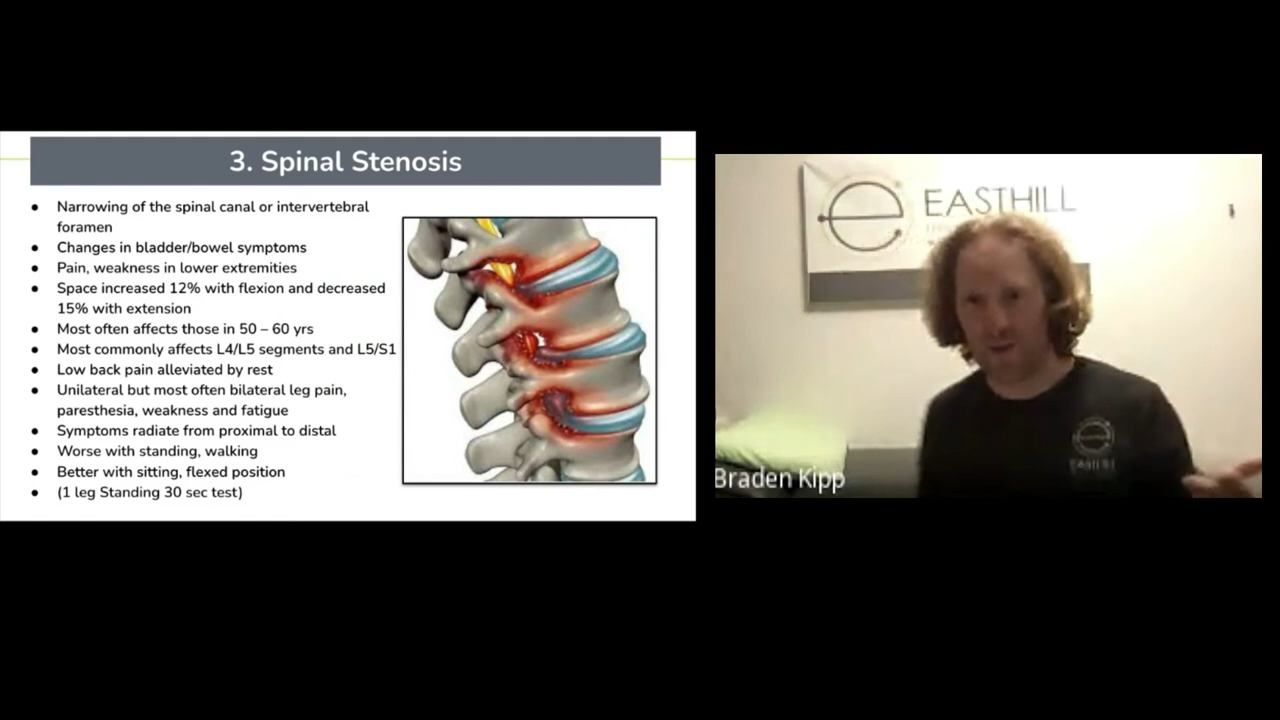 3. Spinal Stenosis
● Narrowing of the spinal canal or intervertebral
foramen
● Changes in bladder/bowel symptoms
● Pain, weakness in lower extremities
● Space increased 12% with flexion and decreased
15% with extension
● Most often affects those in 50 – 60 yrs
● Most commonly affects L4/L5 segments and L5/S1
● Low back pain alleviated by rest
● Unilateral but most often bilateral leg pain,
paresthesia, weakness and fatigue
● Symptoms radiate from proximal to distal
● Worse with standing, walking
● Better with sitting, flexed position
● (1 leg Standing 30 sec test)
EASTHILL
Braden Kipp